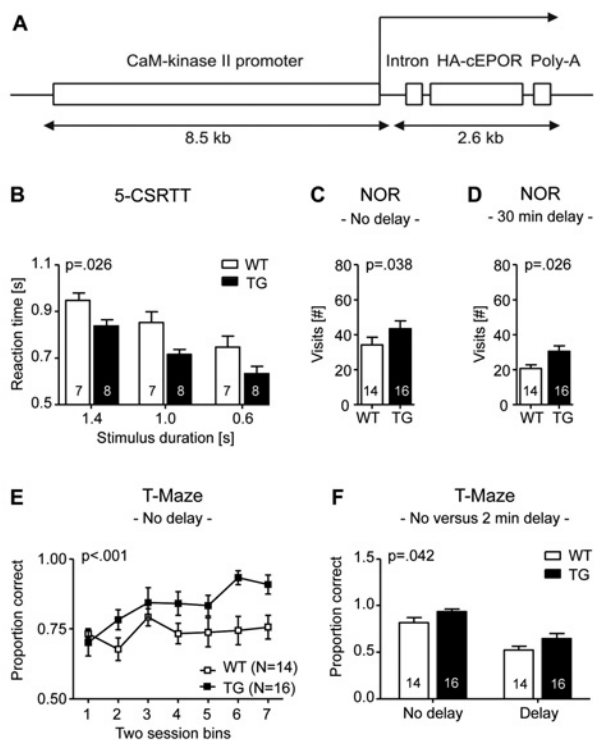 A
CaM-kinase II promoter
Intron HA-cEPOR Poly-A
8.5 kb
2.6 kb
B
5-CSRTT
p=.026
WT
TG
Reaction time [s]
1.1
0.9
0.7
0.5
7 8 7 8 7 8
1.4 1.0 0.6
Stimulus duration [s]
C
NOR
- No delay -
p=.038
Visits [#]
80
60
40
20
0
14 16
WT TG
D
NOR
- 30 min delay -
p=.026
Visits [#]
80
60
40
20
0
14 16
WT TG
E
T-Maze
- No delay -
p<.001
Proportion correct
1.00
0.75
0.50
WT (N=14)
TG (N=16)
1 2 3 4 5 6 7
Two session bins
F
T-Maze
- No versus 2 min delay -
p=.042
WT
TG
Proportion correct
1.5
1.0
0.5
0.0
14 16 14 16
No delay Delay